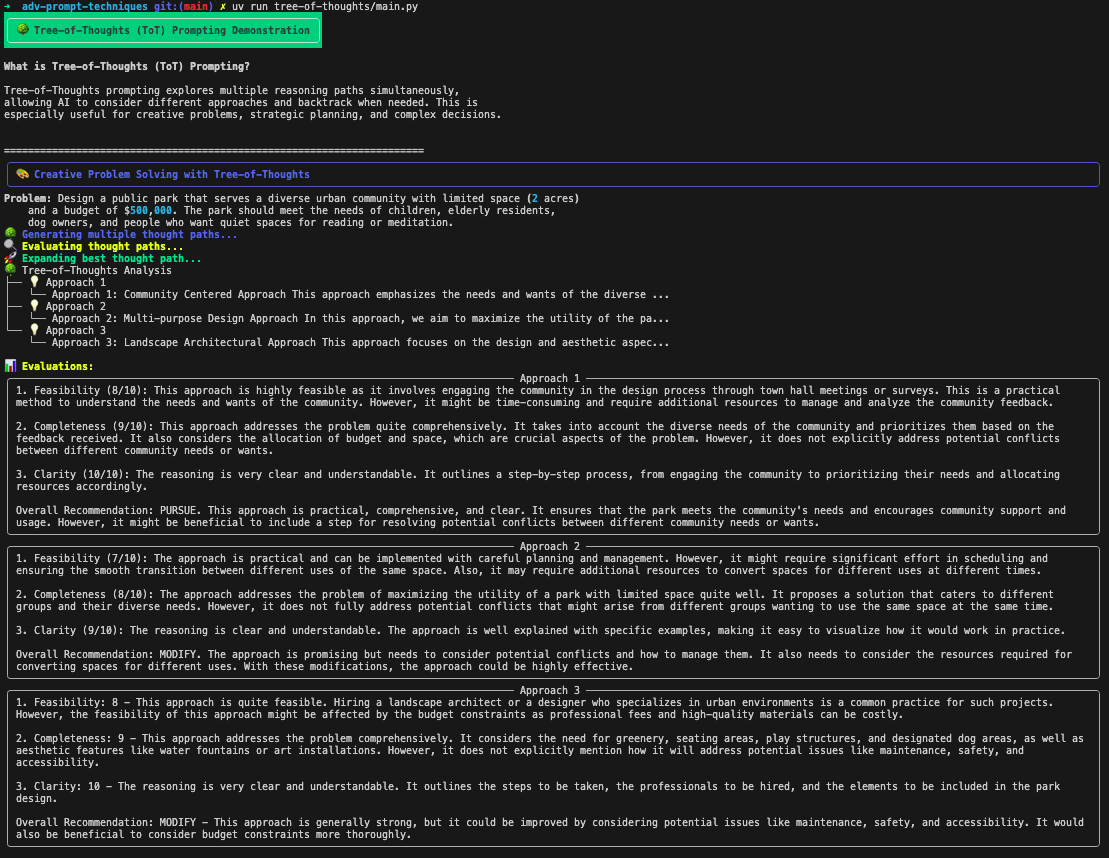 → adv-prompt-techniques git:(main) ✗ uv run tree-of-thoughts/main.py
🌳 Tree-of-Thoughts (ToT) Prompting Demonstration
What is Tree-of-Thoughts (ToT) Prompting?
Tree-of-Thoughts prompting explores multiple reasoning paths simultaneously,
allowing AI to consider different approaches and backtrack when needed. This is
especially useful for creative problems, strategic planning, and complex decisions.
======================================================================
🎨 Creative Problem Solving with Tree-of-Thoughts
Problem: Design a public park that serves a diverse urban community with limited space (2 acres)
and a budget of $500,000. The park should meet the needs of children, elderly residents,
dog owners, and people who want quiet spaces for reading or meditation.
🌳 Generating multiple thought paths...
🔍 Evaluating thought paths...
🚀 Expanding best thought path...
🌳 Tree-of-Thoughts Analysis
├── 💡 Approach 1
│   └── Approach 1: Community Centered Approach This approach emphasizes the needs and wants of the diverse ...
├── 💡 Approach 2
│   └── Approach 2: Multi-purpose Design Approach In this approach, we aim to maximize the utility of the pa...
└── 💡 Approach 3
    └── Approach 3: Landscape Architectural Approach This approach focuses on the design and aesthetic aspec...
📊 Evaluations:
Approach 1
1. Feasibility (8/10): This approach is highly feasible as it involves engaging the community in the design process through town hall meetings or surveys. This is a practical
method to understand the needs and wants of the community. However, it might be time-consuming and require additional resources to manage and analyze the community feedback.
2. Completeness (9/10): This approach addresses the problem quite comprehensively. It takes into account the diverse needs of the community and prioritizes them based on the
feedback received. It also considers the allocation of budget and space, which are crucial aspects of the problem. However, it does not explicitly address potential conflicts
between different community needs or wants.
3. Clarity (10/10): The reasoning is very clear and understandable. It outlines a step-by-step process, from engaging the community to prioritizing their needs and allocating
resources accordingly.
Overall Recommendation: PURSUE. This approach is practical, comprehensive, and clear. It ensures that the park meets the community's needs and encourages community support and
usage. However, it might be beneficial to include a step for resolving potential conflicts between different community needs or wants.
Approach 2
1. Feasibility (7/10): The approach is practical and can be implemented with careful planning and management. However, it might require significant effort in scheduling and
ensuring the smooth transition between different uses of the same space. Also, it may require additional resources to convert spaces for different uses at different times.
2. Completeness (8/10): The approach addresses the problem of maximizing the utility of a park with limited space quite well. It proposes a solution that caters to different
groups and their diverse needs. However, it does not fully address potential conflicts that might arise from different groups wanting to use the same space at the same time.
3. Clarity (9/10): The reasoning is clear and understandable. The approach is well explained with specific examples, making it easy to visualize how it would work in practice.
Overall Recommendation: MODIFY. The approach is promising but needs to consider potential conflicts and how to manage them. It also needs to consider the resources required for
converting spaces for different uses. With these modifications, the approach could be highly effective.
Approach 3
1. Feasibility: 8 – This approach is quite feasible. Hiring a landscape architect or a designer who specializes in urban environments is a common practice for such projects.
However, the feasibility of this approach might be affected by the budget constraints as professional fees and high-quality materials can be costly.
2. Completeness: 9 – This approach addresses the problem comprehensively. It considers the need for greenery, seating areas, play structures, and designated dog areas, as well as
aesthetic features like water fountains or art installations. However, it does not explicitly mention how it will address potential issues like maintenance, safety, and
accessibility.
3. Clarity: 10 – The reasoning is very clear and understandable. It outlines the steps to be taken, the professionals to be hired, and the elements to be included in the park
design.
Overall Recommendation: MODIFY – This approach is generally strong, but it could be improved by considering potential issues like maintenance, safety, and accessibility. It would
also be beneficial to consider budget constraints more thoroughly.